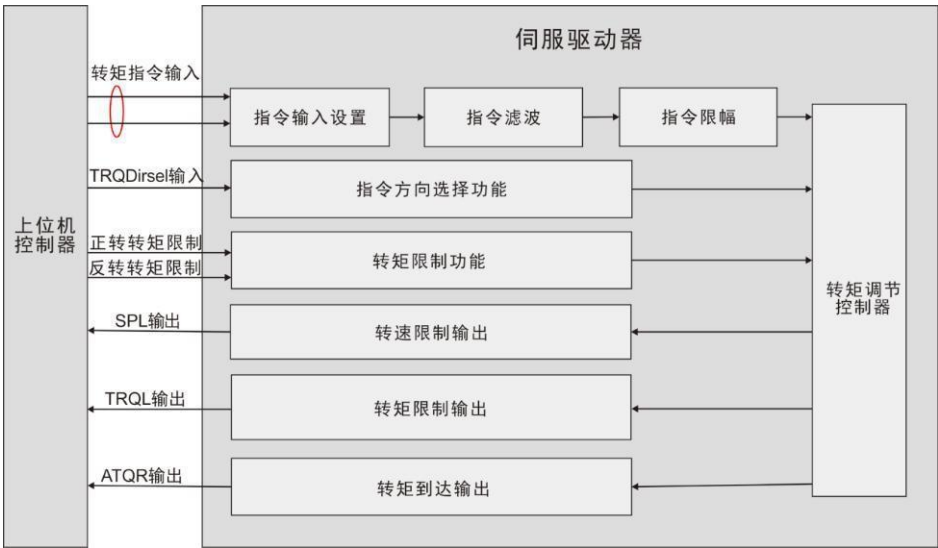 伺服驱动器
转矩指令输入
指令输入设置
指令滤波
指令限幅
TRQDirsel输入
指令方向选择功能
上位机
控制器
正转转矩限制
反转转矩限制
转矩限制功能
转矩调节
控制器
SPL输出
转速限制输出
TRQL输出
转矩限制输出
ATQR输出
转矩到达输出